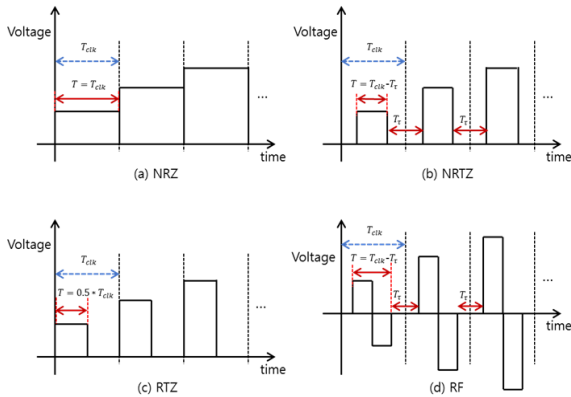 Voltage
T_clk
T = T_clk
...
time
(a) NRZ
Voltage
T_clk
T = T_clk-T_τ
T_τ
T_τ
...
time
(b) NRTZ
Voltage
T_clk
T = 0.5 * T_clk
...
time
(c) RTZ
Voltage
T_clk
T = T_clk-T_τ
T_τ
T_τ
...
time
(d) RF